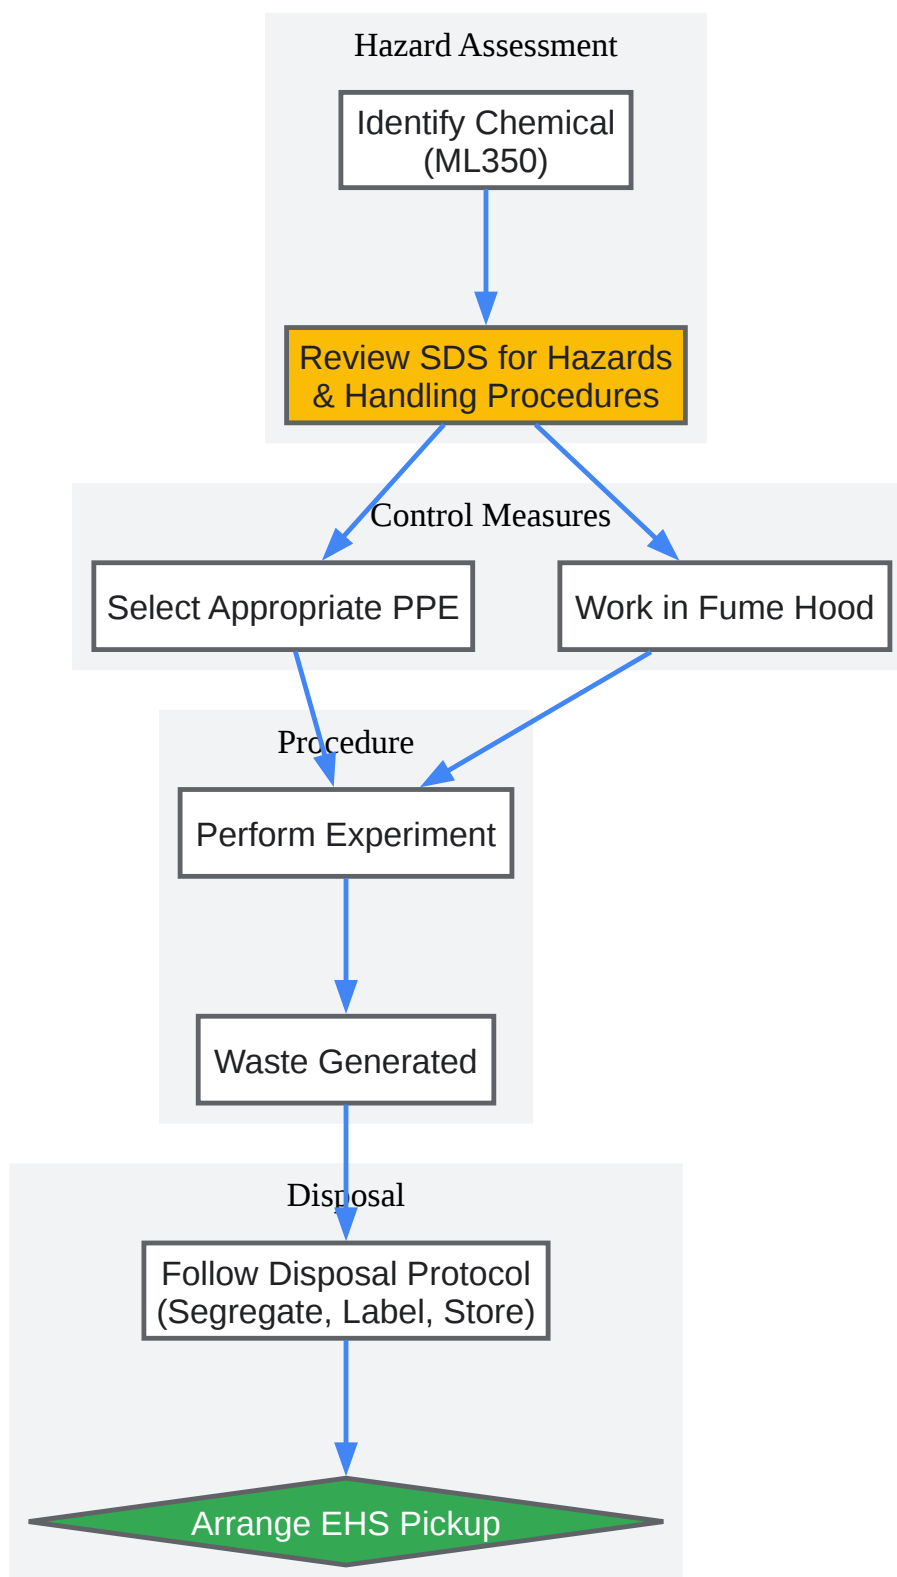 Hazard Assessment
Identify Chemical
(ML350)
Review SDS for Hazards
& Handling Procedures
Control Measures
Select Appropriate PPE
Work in Fume Hood
Procedure
Perform Experiment
Waste Generated
Disposal
Follow Disposal Protocol
(Segregate, Label, Store)
Arrange EHS Pickup